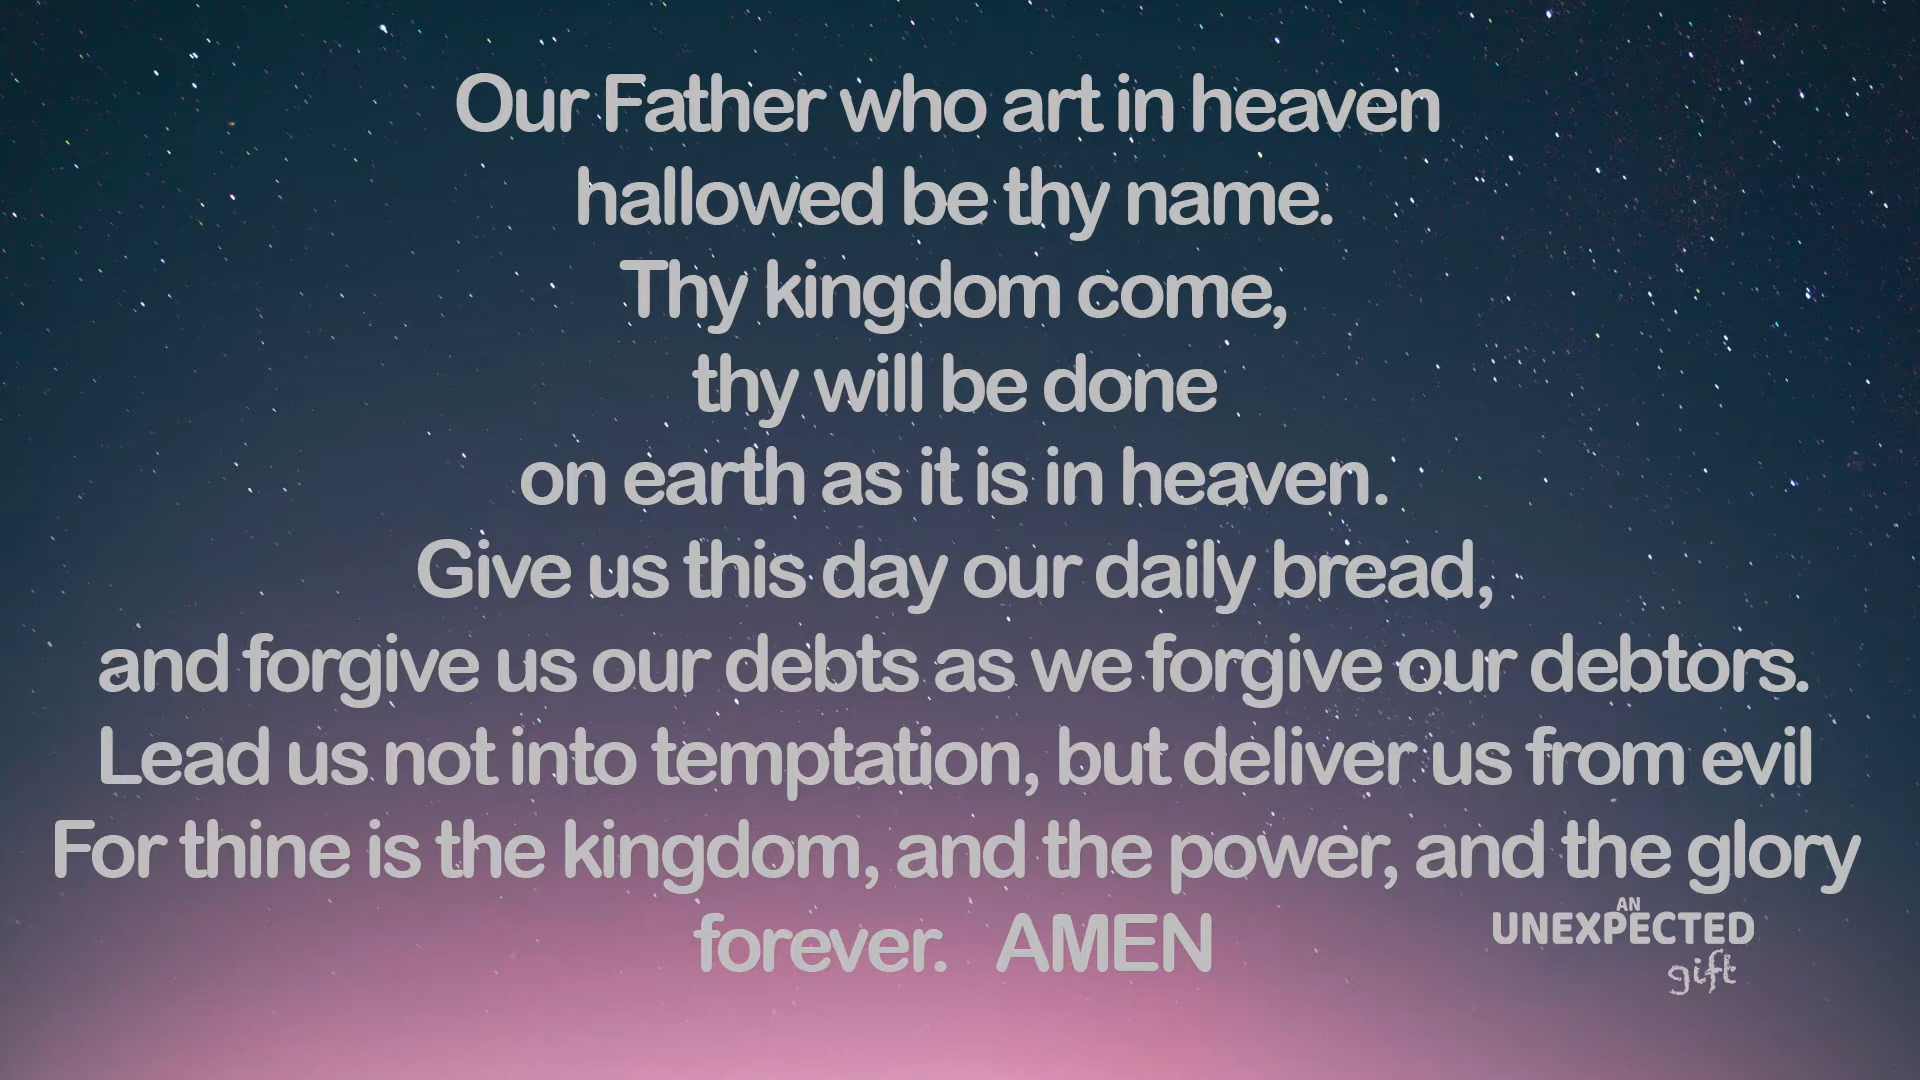 Our Father who art in heaven
hallowed be thy name.
Thy kingdom come,
thy will be done
on earth as it is in heaven.
Give us this day our daily bread,
and forgive us our debts as we forgive our debtors.
Lead us not into temptation, but deliver us from evil
For thine is the kingdom, and the power, and the glory
forever. AMEN
AN
UNEXPECTED
gift